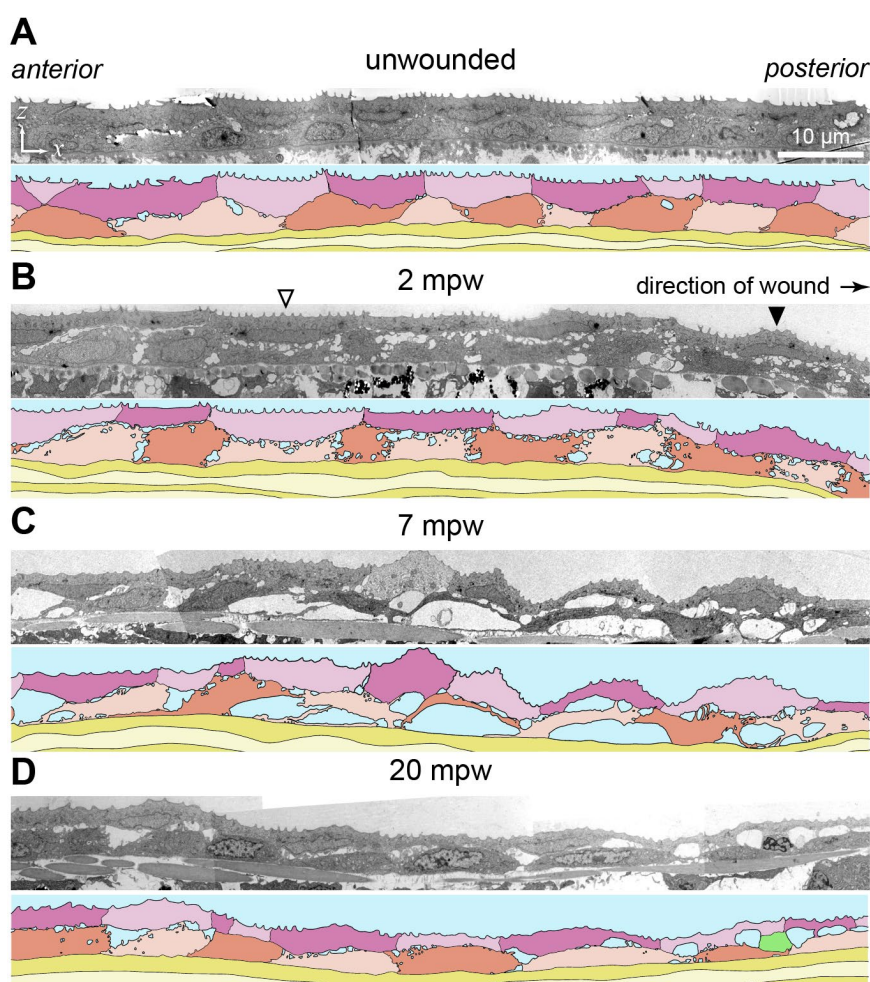 A
unwounded
anterior
posterior
z
x
10 µm
B
2 mpw
direction of wound →
C
7 mpw
D
20 mpw